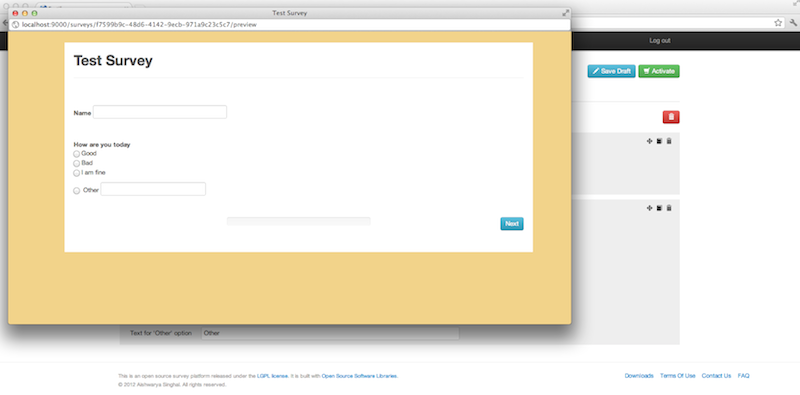 Test Survey
localhost:9000/surveys/f7599b9c-48d6-4142-9ecb-971a9c23c5c7/preview
Log out
Test Survey
Save Draft
Activate
Name
How are you today
Good
Bad
I am fine
Other
Next
Text for 'Other' option
Other
This is an open source survey platform released under the LGPL license. It is built with Open Source Software Libraries.
© 2012 Aishwarya Singhal. All rights reserved.
Downloads
Terms Of Use
Contact Us
FAQ